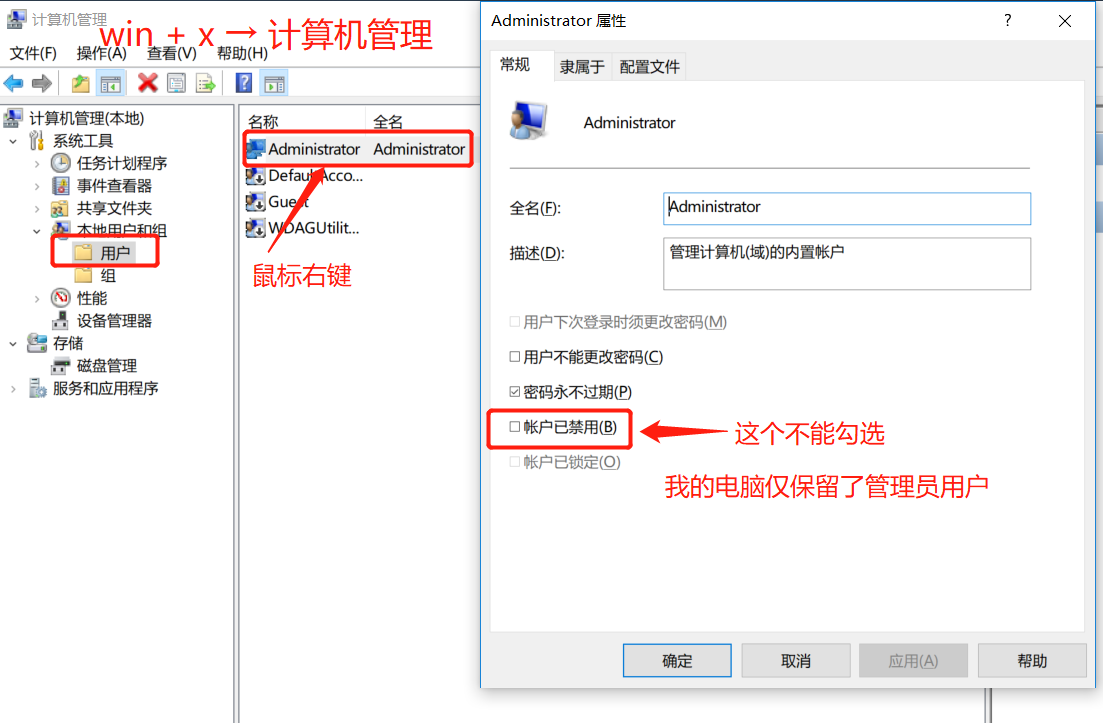 计算机管理
win + x → 计算机管理
文件(F) 操作(A) 查看(V) 帮助(H)
计算机管理(本地)
系统工具
任务计划程序
事件查看器
共享文件夹
本地用户和组
用户
组
性能
设备管理器
存储
磁盘管理
服务和应用程序
名称 全名
Administrator Administrator
DefaultAcco...
Guest
WDAGUtilit...
鼠标右键
Administrator 属性
常规 隶属于 配置文件
Administrator
全名(F): Administrator
描述(D): 管理计算机(域)的内置帐户
用户下次登录时须更改密码(M)
用户不能更改密码(C)
密码永不过期(P)
帐户已禁用(B)
这个不能勾选
帐户已锁定(O)
我的电脑仅保留了管理员用户
确定 取消 应用(A) 帮助